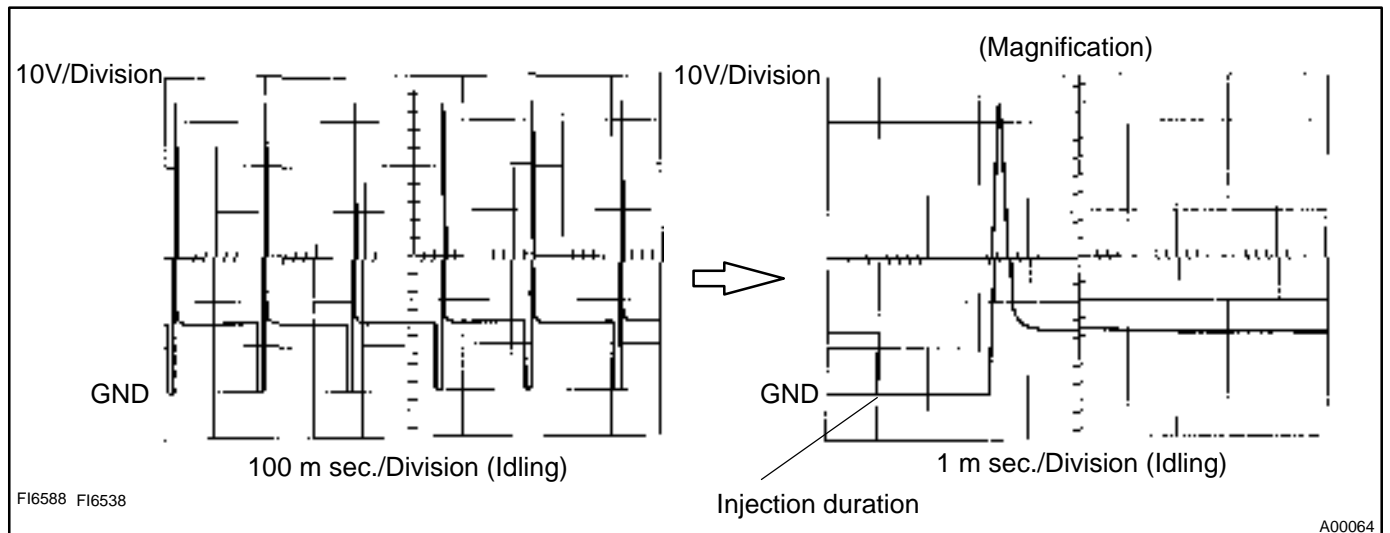 (Magnification)
10V/Division
10V/Division
GND
GND
100 m sec./Division (Idling)
1 m sec./Division (Idling)
Injection duration
FI6588 FI6538
A00064